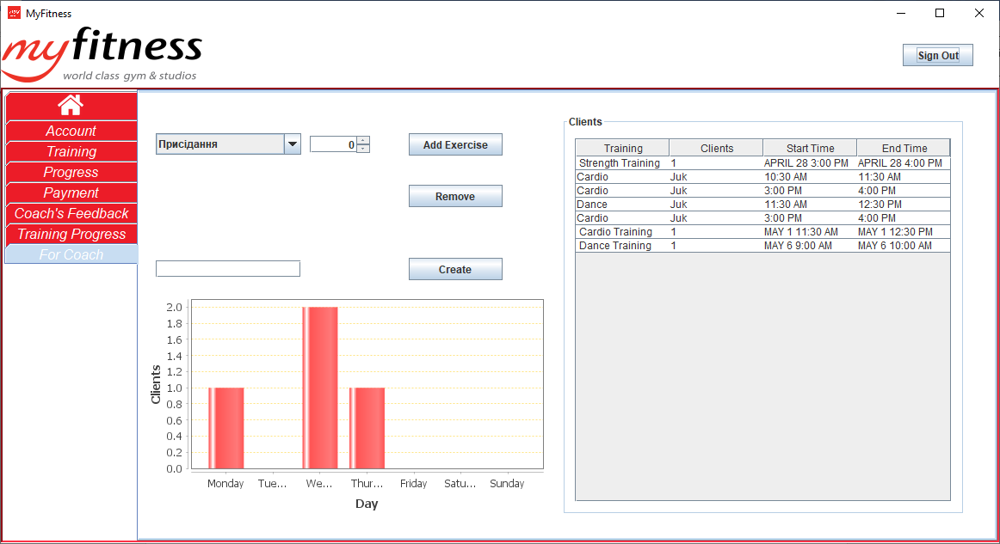 MyFitness
myfitness
world class gym & studios
Sign Out
Account
Training
Progress
Payment
Coach's Feedback
Training Progress
For Coach
Присідання 0 Add Exercise
Remove
Create
Clients
Training Clients Start Time End Time
Strength Training 1 APRIL 28 3:00 PM APRIL 28 4:00 PM
Cardio Juk 10:30 AM 11:30 AM
Cardio Juk 3:00 PM 4:00 PM
Dance Juk 11:30 AM 12:30 PM
Cardio Juk 3:00 PM 4:00 PM
Cardio Training 1 MAY 1 11:30 AM MAY 1 12:30 PM
Dance Training 1 MAY 6 9:00 AM MAY 6 10:00 AM
Clients
2.0
1.8
1.6
1.4
1.2
1.0
0.8
0.6
0.4
0.2
0.0
Monday Tue... We... Thur... Friday Satu... Sunday
Day